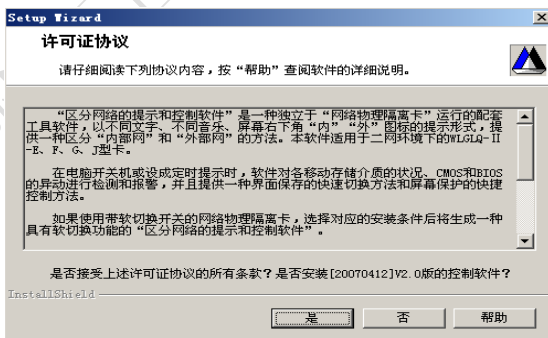 Setup Wizard
许可证协议
请仔细阅读下列协议内容，按“帮助”查阅软件的详细说明。
“区分网络的提示和控制软件”是一种独立于“网络物理隔离卡”运行的配套
工具软件，以不同文字、不同音乐、屏幕右下角“内”“外”图标的提示形式，提
供一种区分“内部网”和“外部网”的方法。本软件适用于二网环境下的WLGLQ-II
-E、F、G、J型卡。
在电脑开关机或设成定时提示时，软件对各移动存储介质的状况、CMOS和BIOS
的异动进行检测和报警，并且提供一种界面保存的快速切换方法和屏幕保护的快捷
控制方法。
如果使用带软切换开关的网络物理隔离卡，选择对应的安装条件后将生成一种
具有软切换功能的“区分网络的提示和控制软件”。
是否接受上述许可证协议的所有条款？是否安装[20070412]V2.0版的控制软件？
InstallShield
是
否
帮助